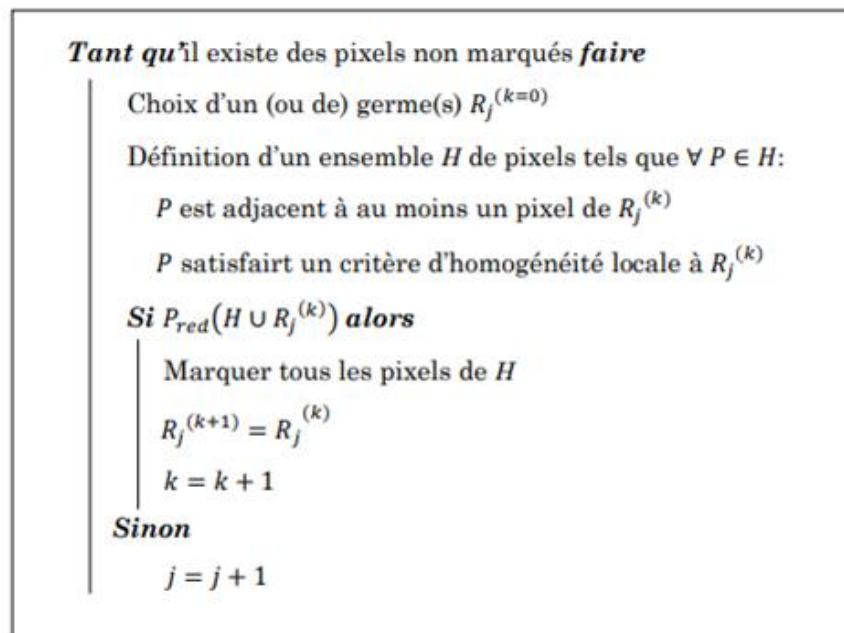 Tant qu'il existe des pixels non marqués faire
Choix d'un (ou de) germe(s) R_j^(k=0)
Définition d'un ensemble H de pixels tels que ∀ P ∈ H:
P est adjacent à au moins un pixel de R_j^(k)
P satisfairt un critère d'homogénéité locale à R_j^(k)
Si P_red(H ∪ R_j^(k)) alors
Marquer tous les pixels de H
R_j^(k+1) = R_j^(k)
k = k + 1
Sinon
j = j + 1